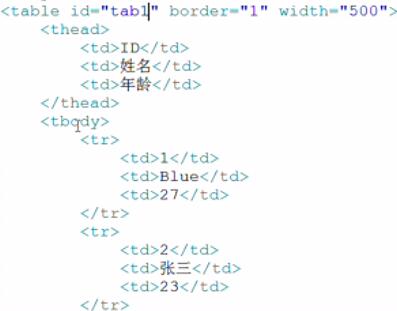 <table id="tab1" border="1" width="500">
<thead>
<td>ID</td>
<td>姓名</td>
<td>年龄</td>
</thead>
<tbody>
<tr>
<td>1</td>
<td>Blue</td>
<td>27</td>
</tr>
<tr>
<td>2</td>
<td>张三</td>
<td>23</td>
</tr>